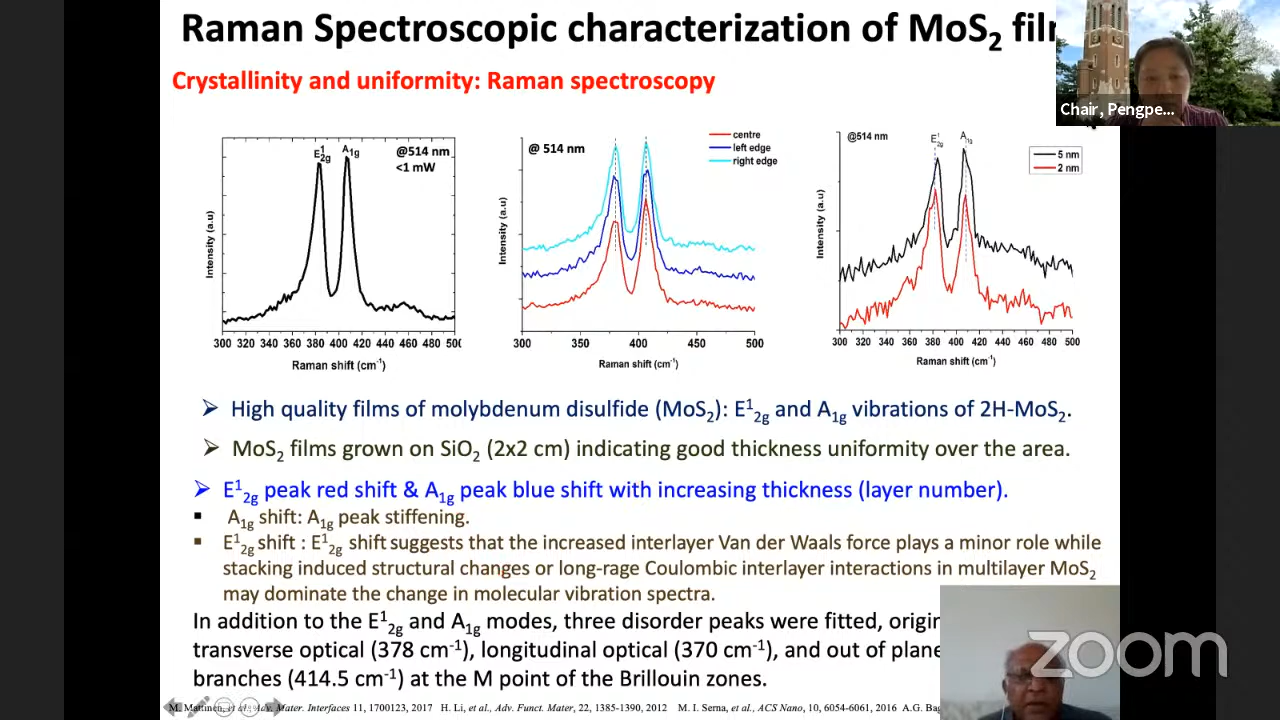 Raman Spectroscopic characterization of MoS2
Crystallinity and uniformity: Raman spectroscopy
Chair, Pengpe...
E12g
A1g
@514 nm
<1 mW
Intensity (a.u)
300 320 340 360 380 400 420 440 460 480
Raman shift (cm-1)
@ 514 nm
centre
left edge
right edge
Intensity (a.u)
300 400 500
Raman shift (cm-1)
@514 nm
E12g
A1g
5 nm
2 nm
Intensity (a.u)
300 320 340 360 380 400 420 440 460 480 500
Raman shift (cm-1)
➢ High quality films of molybdenum disulfide (MoS2): E12g and A1g vibrations of 2H-MoS2.
➢ MoS2 films grown on SiO2 (2x2 cm) indicating good thickness uniformity over the area.
➢ E12g peak red shift & A1g peak blue shift with increasing thickness (layer number).
▪ A1g shift: A1g peak stiffening.
▪ E12g shift : E12g shift suggests that the increased interlayer Van der Waals force plays a minor role while
stacking induced structural changes or long-rage Coulombic interlayer interactions in multilayer MoS2
may dominate the change in molecular vibration spectra.
In addition to the E12g and A1g modes, three disorder peaks were fitted,
transverse optical (378 cm-1), longitudinal optical (370 cm-1), and out of plane
branches (414.5 cm-1) at the M point of the Brillouin zones.
zoom
Mater. Interfaces 11, 1700123, 2017 H. Li, et al., Adv. Funct. Mater, 22, 1385-1390, 2012 M. I. Serna, et al., ACS Nano, 10, 6054-6061, 2016 A.G.